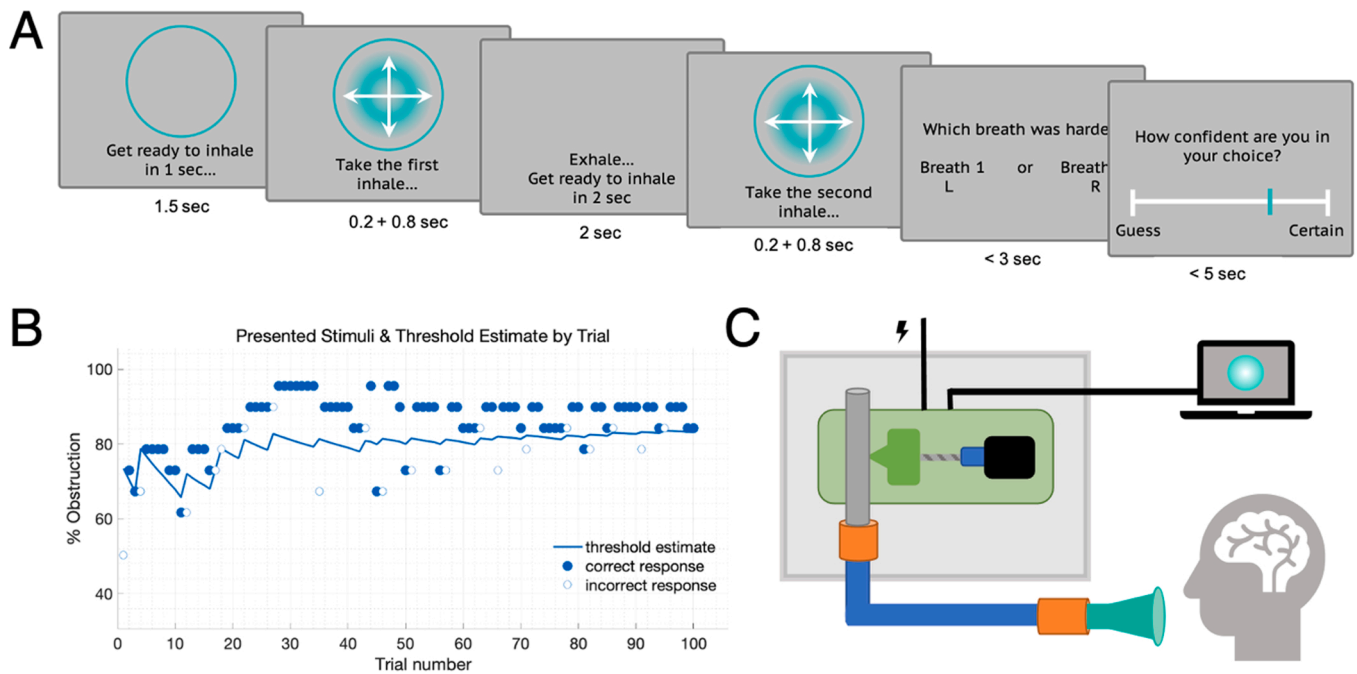 A
Get ready to inhale
in 1 sec...
1.5 sec
Take the first
inhale...
0.2 + 0.8 sec
Exhale...
Get ready to inhale
in 2 sec
2 sec
Take the second
inhale...
0.2 + 0.8 sec
Which breath was harde
Breath 1 or Breath
L R
< 3 sec
How confident are you in
your choice?
Guess Certain
< 5 sec
B
Presented Stimuli & Threshold Estimate by Trial
% Obstruction
100
80
60
40
threshold estimate
correct response
incorrect response
0 10 20 30 40 50 60 70 80 90 100
Trial number
C